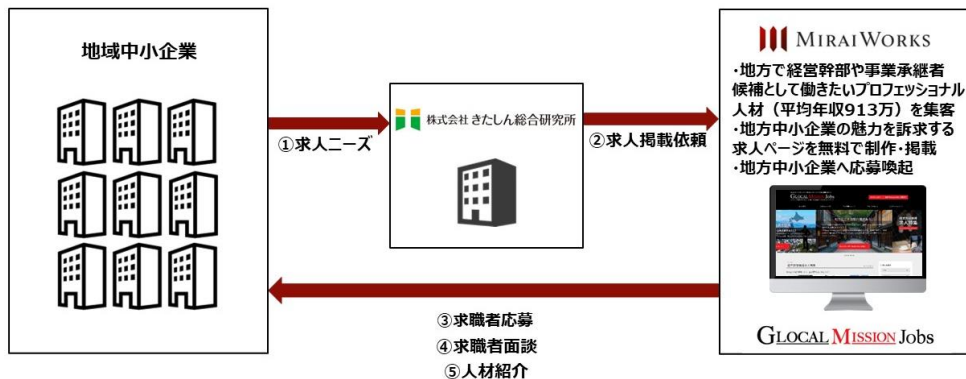 地域中小企業
①求人ニーズ
株式会社 きたしん総合研究所
②求人掲載依頼
MIRAIWORKS
・地方で経営幹部や事業承継者
候補として働きたいプロフェッショナル
人材（平均年収913万）を集客
・地方中小企業の魅力を訴求する
求人ページを無料で制作・掲載
・地方中小企業へ応募喚起
GLOCAL MISSION JOBS
GLOCAL MISSION Jobs
③求職者応募
④求職者面談
⑤人材紹介